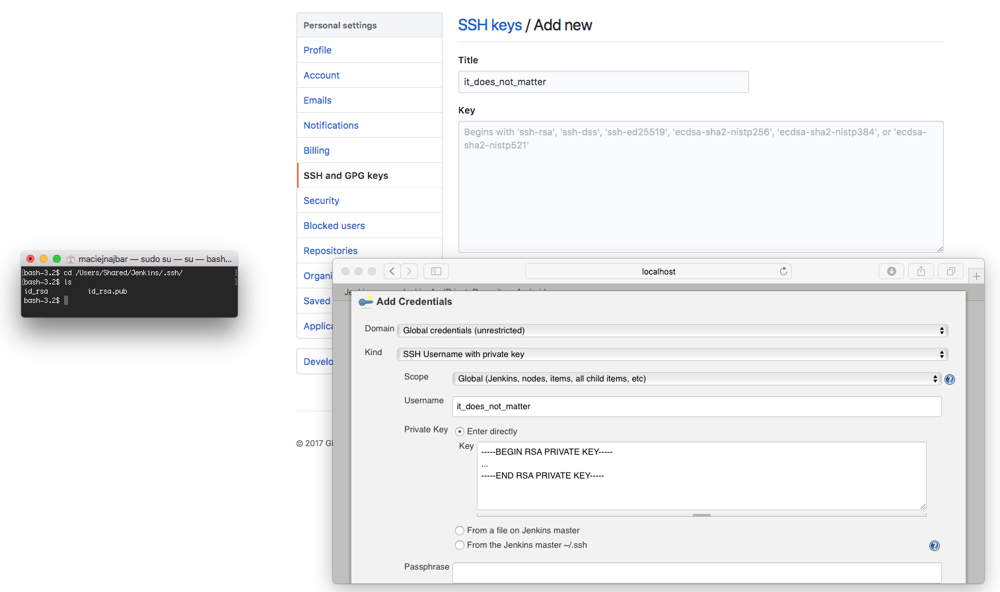 Personal settings
Profile
Account
Emails
Notifications
Billing
SSH and GPG keys
Security
Blocked users
Repositories
Organi
Saved
Applica
Develo
© 2017 Gi
SSH keys / Add new
Title
it_does_not_matter
Key
Begins with 'ssh-rsa', 'ssh-dss', 'ssh-ed25519', 'ecdsa-sha2-nistp256', 'ecdsa-sha2-nistp384', or 'ecdsa-
sha2-nistp521'
maciejnajbar — sudo su — su — bash...
[bash-3.2$ cd /Users/Shared/Jenkins/.ssh/ ]
[bash-3.2$ ls ]
id_rsa id_rsa.pub
bash-3.2$
localhost
Add Credentials
Domain Global credentials (unrestricted)
Kind SSH Username with private key
Scope Global (Jenkins, nodes, items, all child items, etc)
Username it_does_not_matter
Private Key Enter directly
Key -----BEGIN RSA PRIVATE KEY-----
...
-----END RSA PRIVATE KEY-----
From a file on Jenkins master
From the Jenkins master ~/.ssh
Passphrase